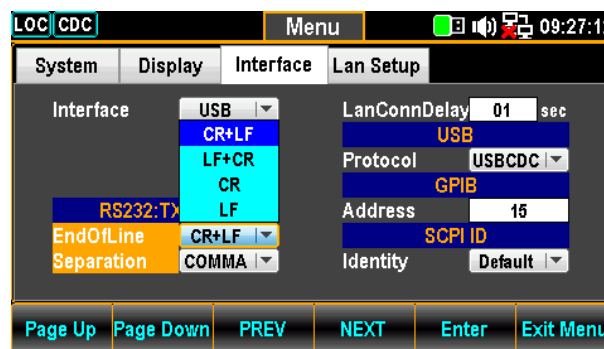 LOC CDC Menu 09:27:1
System Display Interface Lan Setup
Interface USB
CR+LF
LF+CR
CR
LF
RS232:TX
EndOfLine CR+LF
Separation COMMA
LanConnDelay 01 sec
USB
Protocol USBCDC
GPIB
Address 15
SCPI ID
Identity Default
Page Up Page Down PREV NEXT Enter Exit Menu